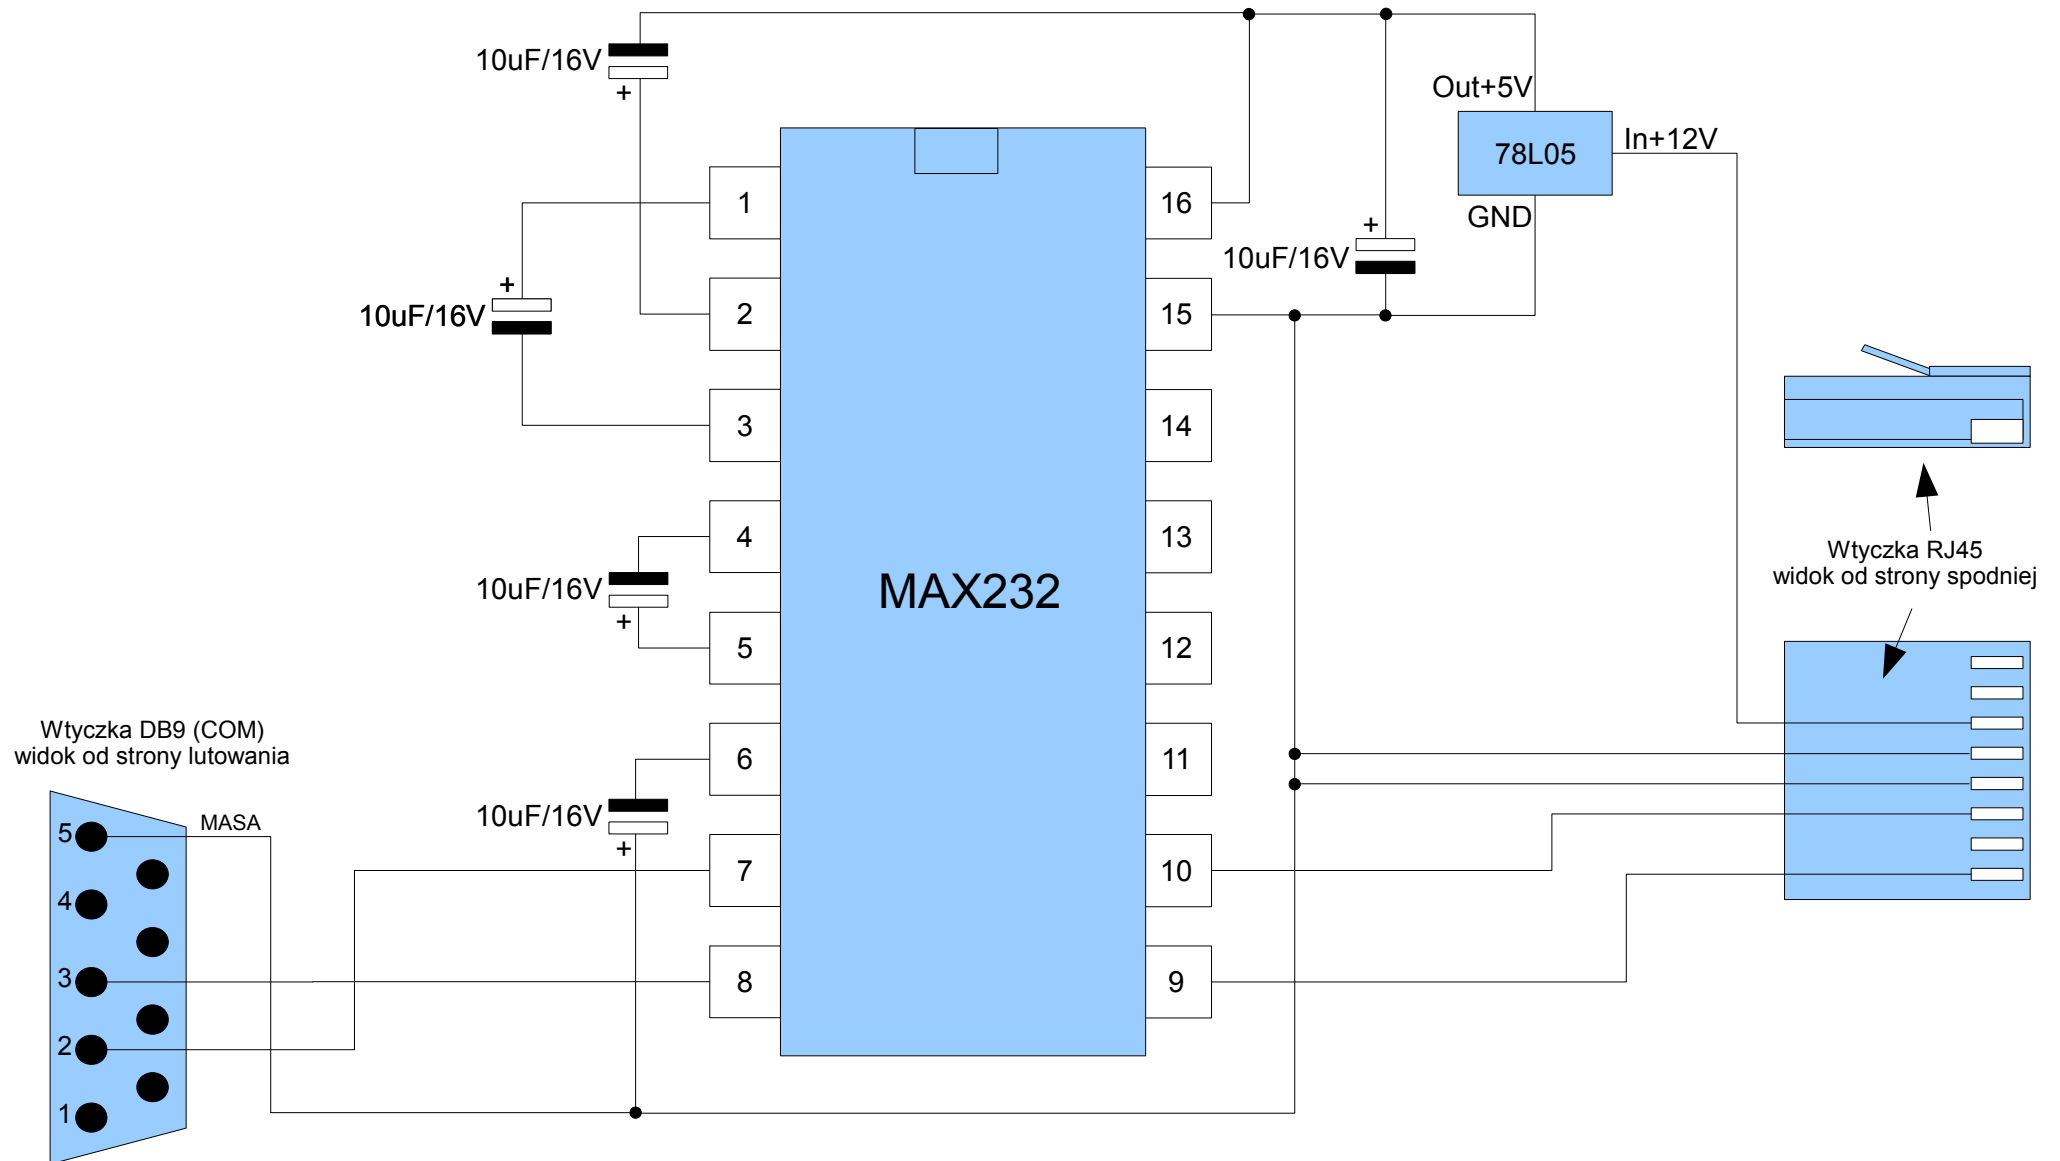 10uF/16V
+
Out+5V
78L05
In+12V
GND
1
16
+
10uF/16V
+
10uF/16V
2
15
3
14
4
13
10uF/16V
+
MAX232
Wtyczka RJ45
widok od strony spodniej
5
12
6
11
Wtyczka DB9 (COM)
widok od strony lutowania
10uF/16V
+
MASA
5
4
3
2
1
7
10
8
9